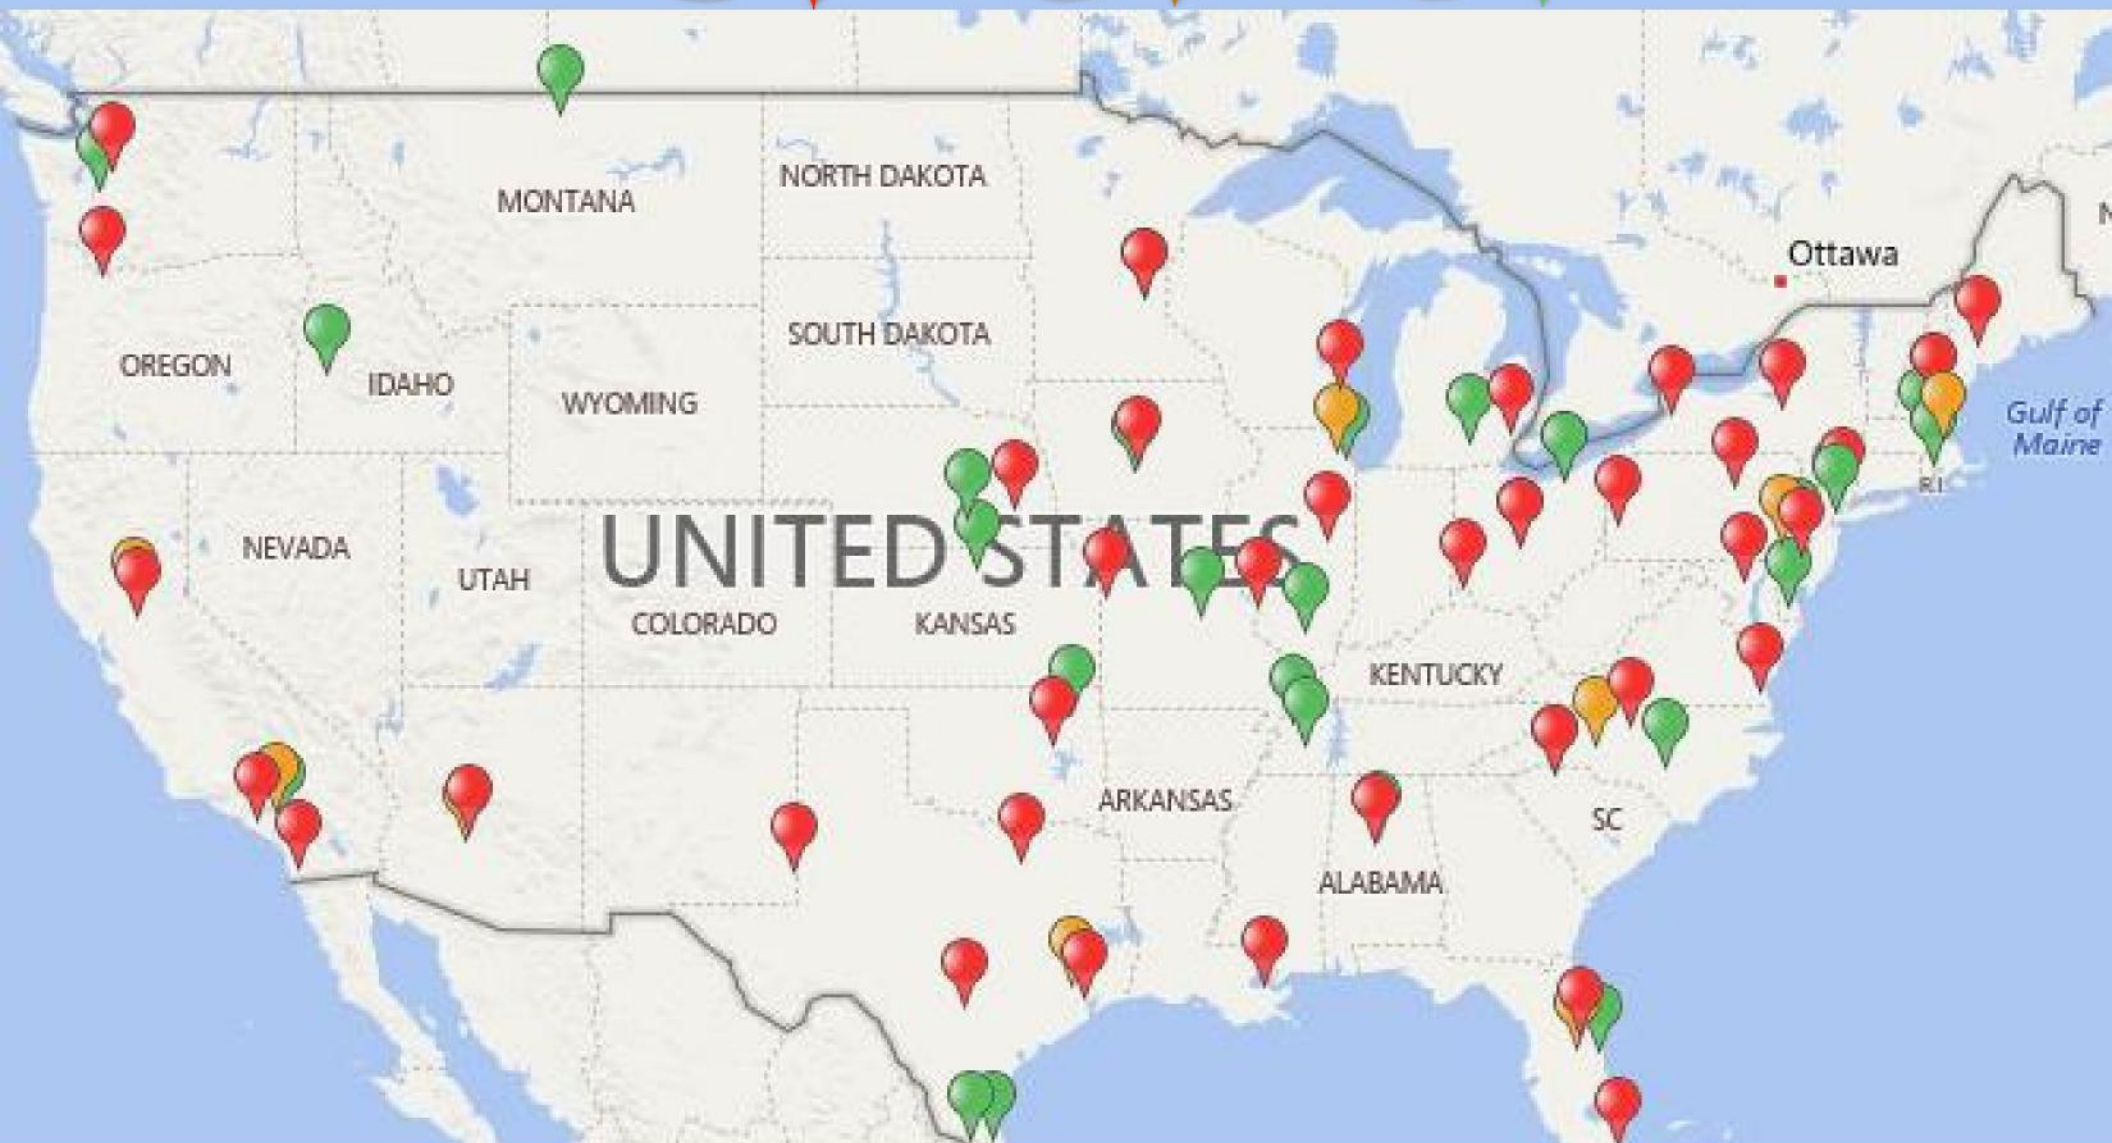 MONTANA
NORTH DAKOTA
Ottawa
SOUTH DAKOTA
OREGON
IDAHO
WYOMING
Gulf of
Maine
R.I.
UNITED STATES
NEVADA
UTAH
COLORADO
KANSAS
KENTUCKY
ARKANSAS
SC
ALABAMA